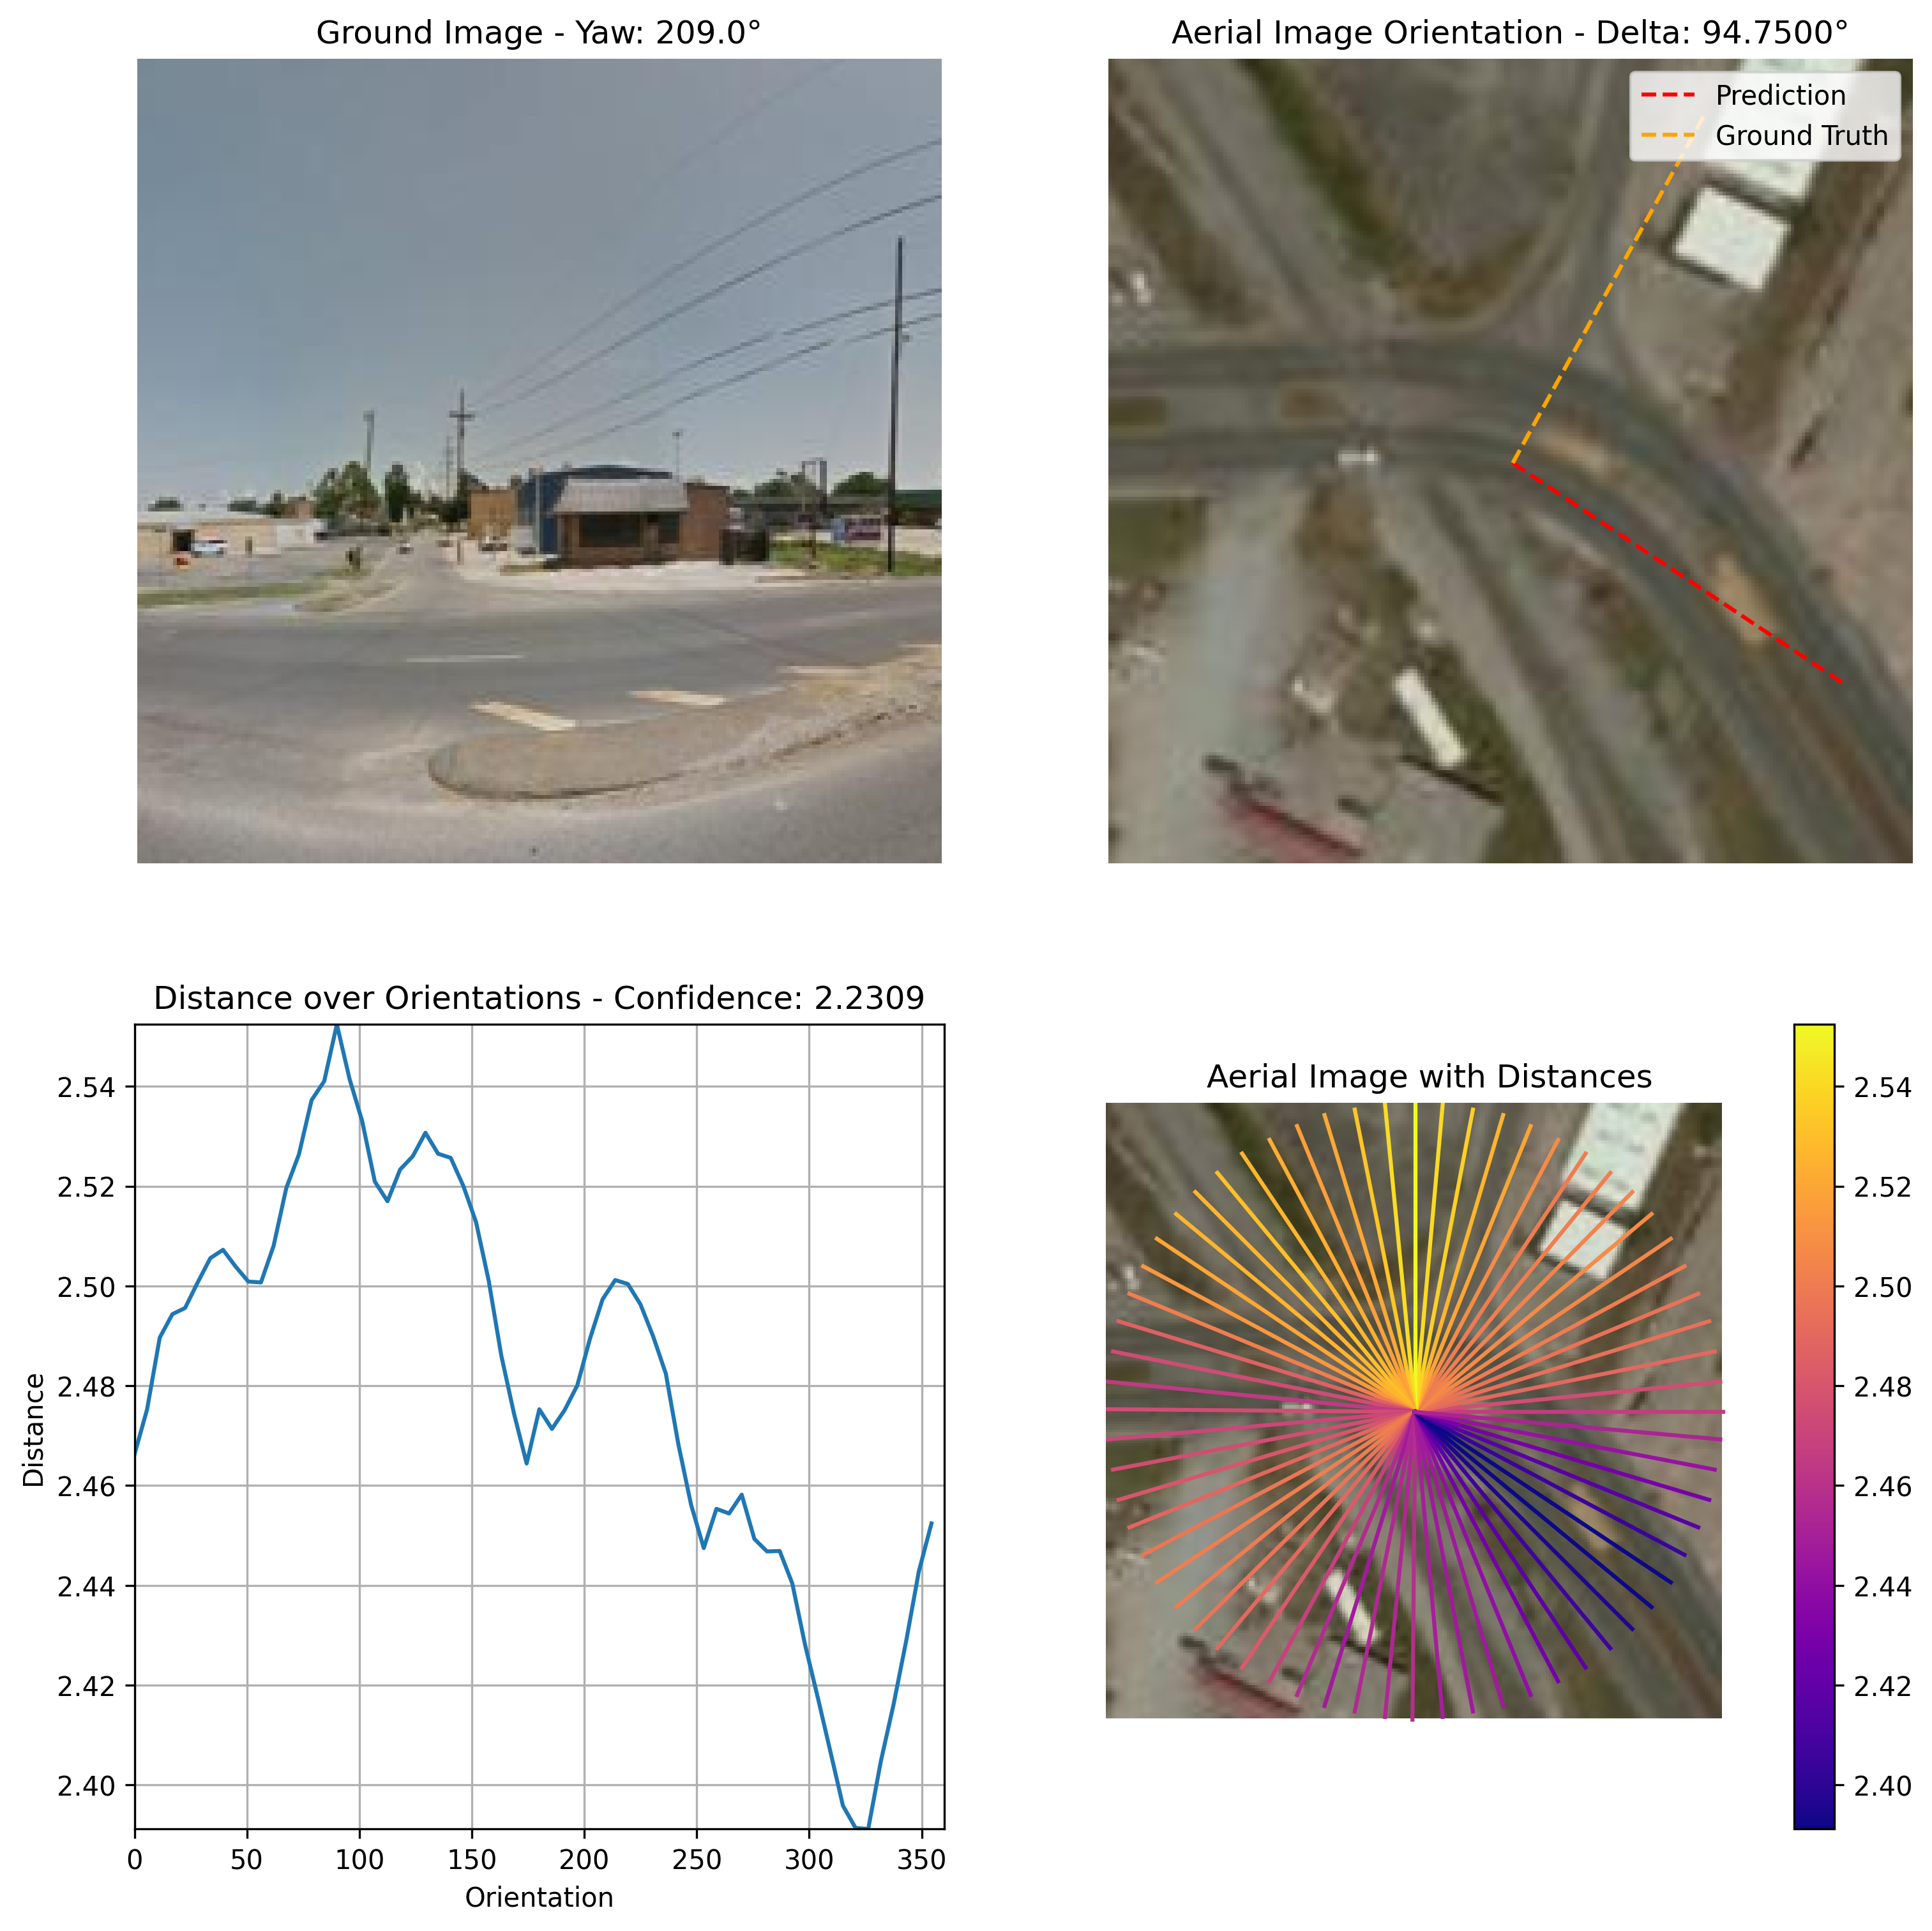 Ground Image - Yaw: 209.0°
Aerial Image Orientation - Delta: 94.7500°
Prediction
Ground Truth
Distance over Orientations - Confidence: 2.2309
2.54
2.52
2.50
2.48
2.46
2.44
2.42
2.40
Distance
0 50 100 150 200 250 300 350
Orientation
Aerial Image with Distances
2.54
2.52
2.50
2.48
2.46
2.44
2.42
2.40